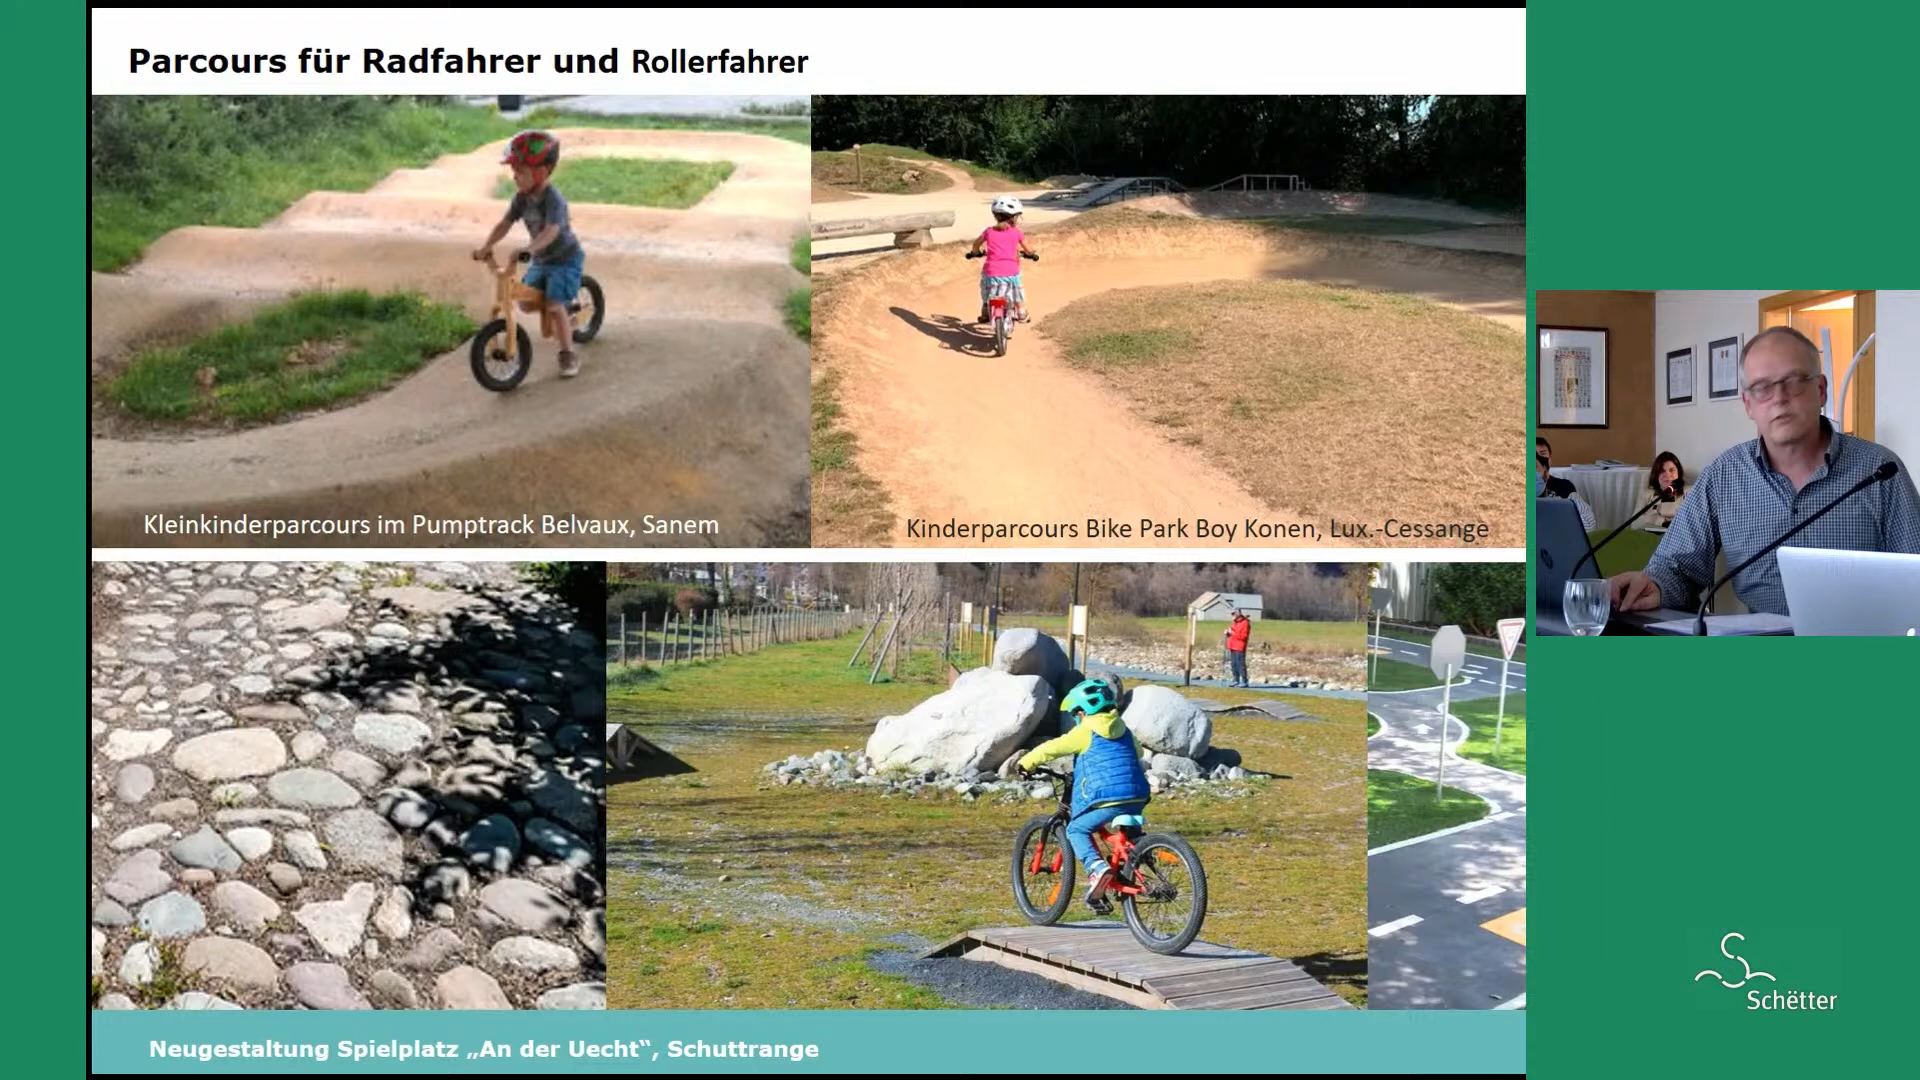 Parcours für Radfahrer und Rollerfahrer
Kleinkinderparcours im Pumptrack Belvaux, Sanem
Kinderparcours Bike Park Boy Konen, Lux.-Cessange
Neugestaltung Spielplatz „An der Uecht“, Schuttrange
Schëtter